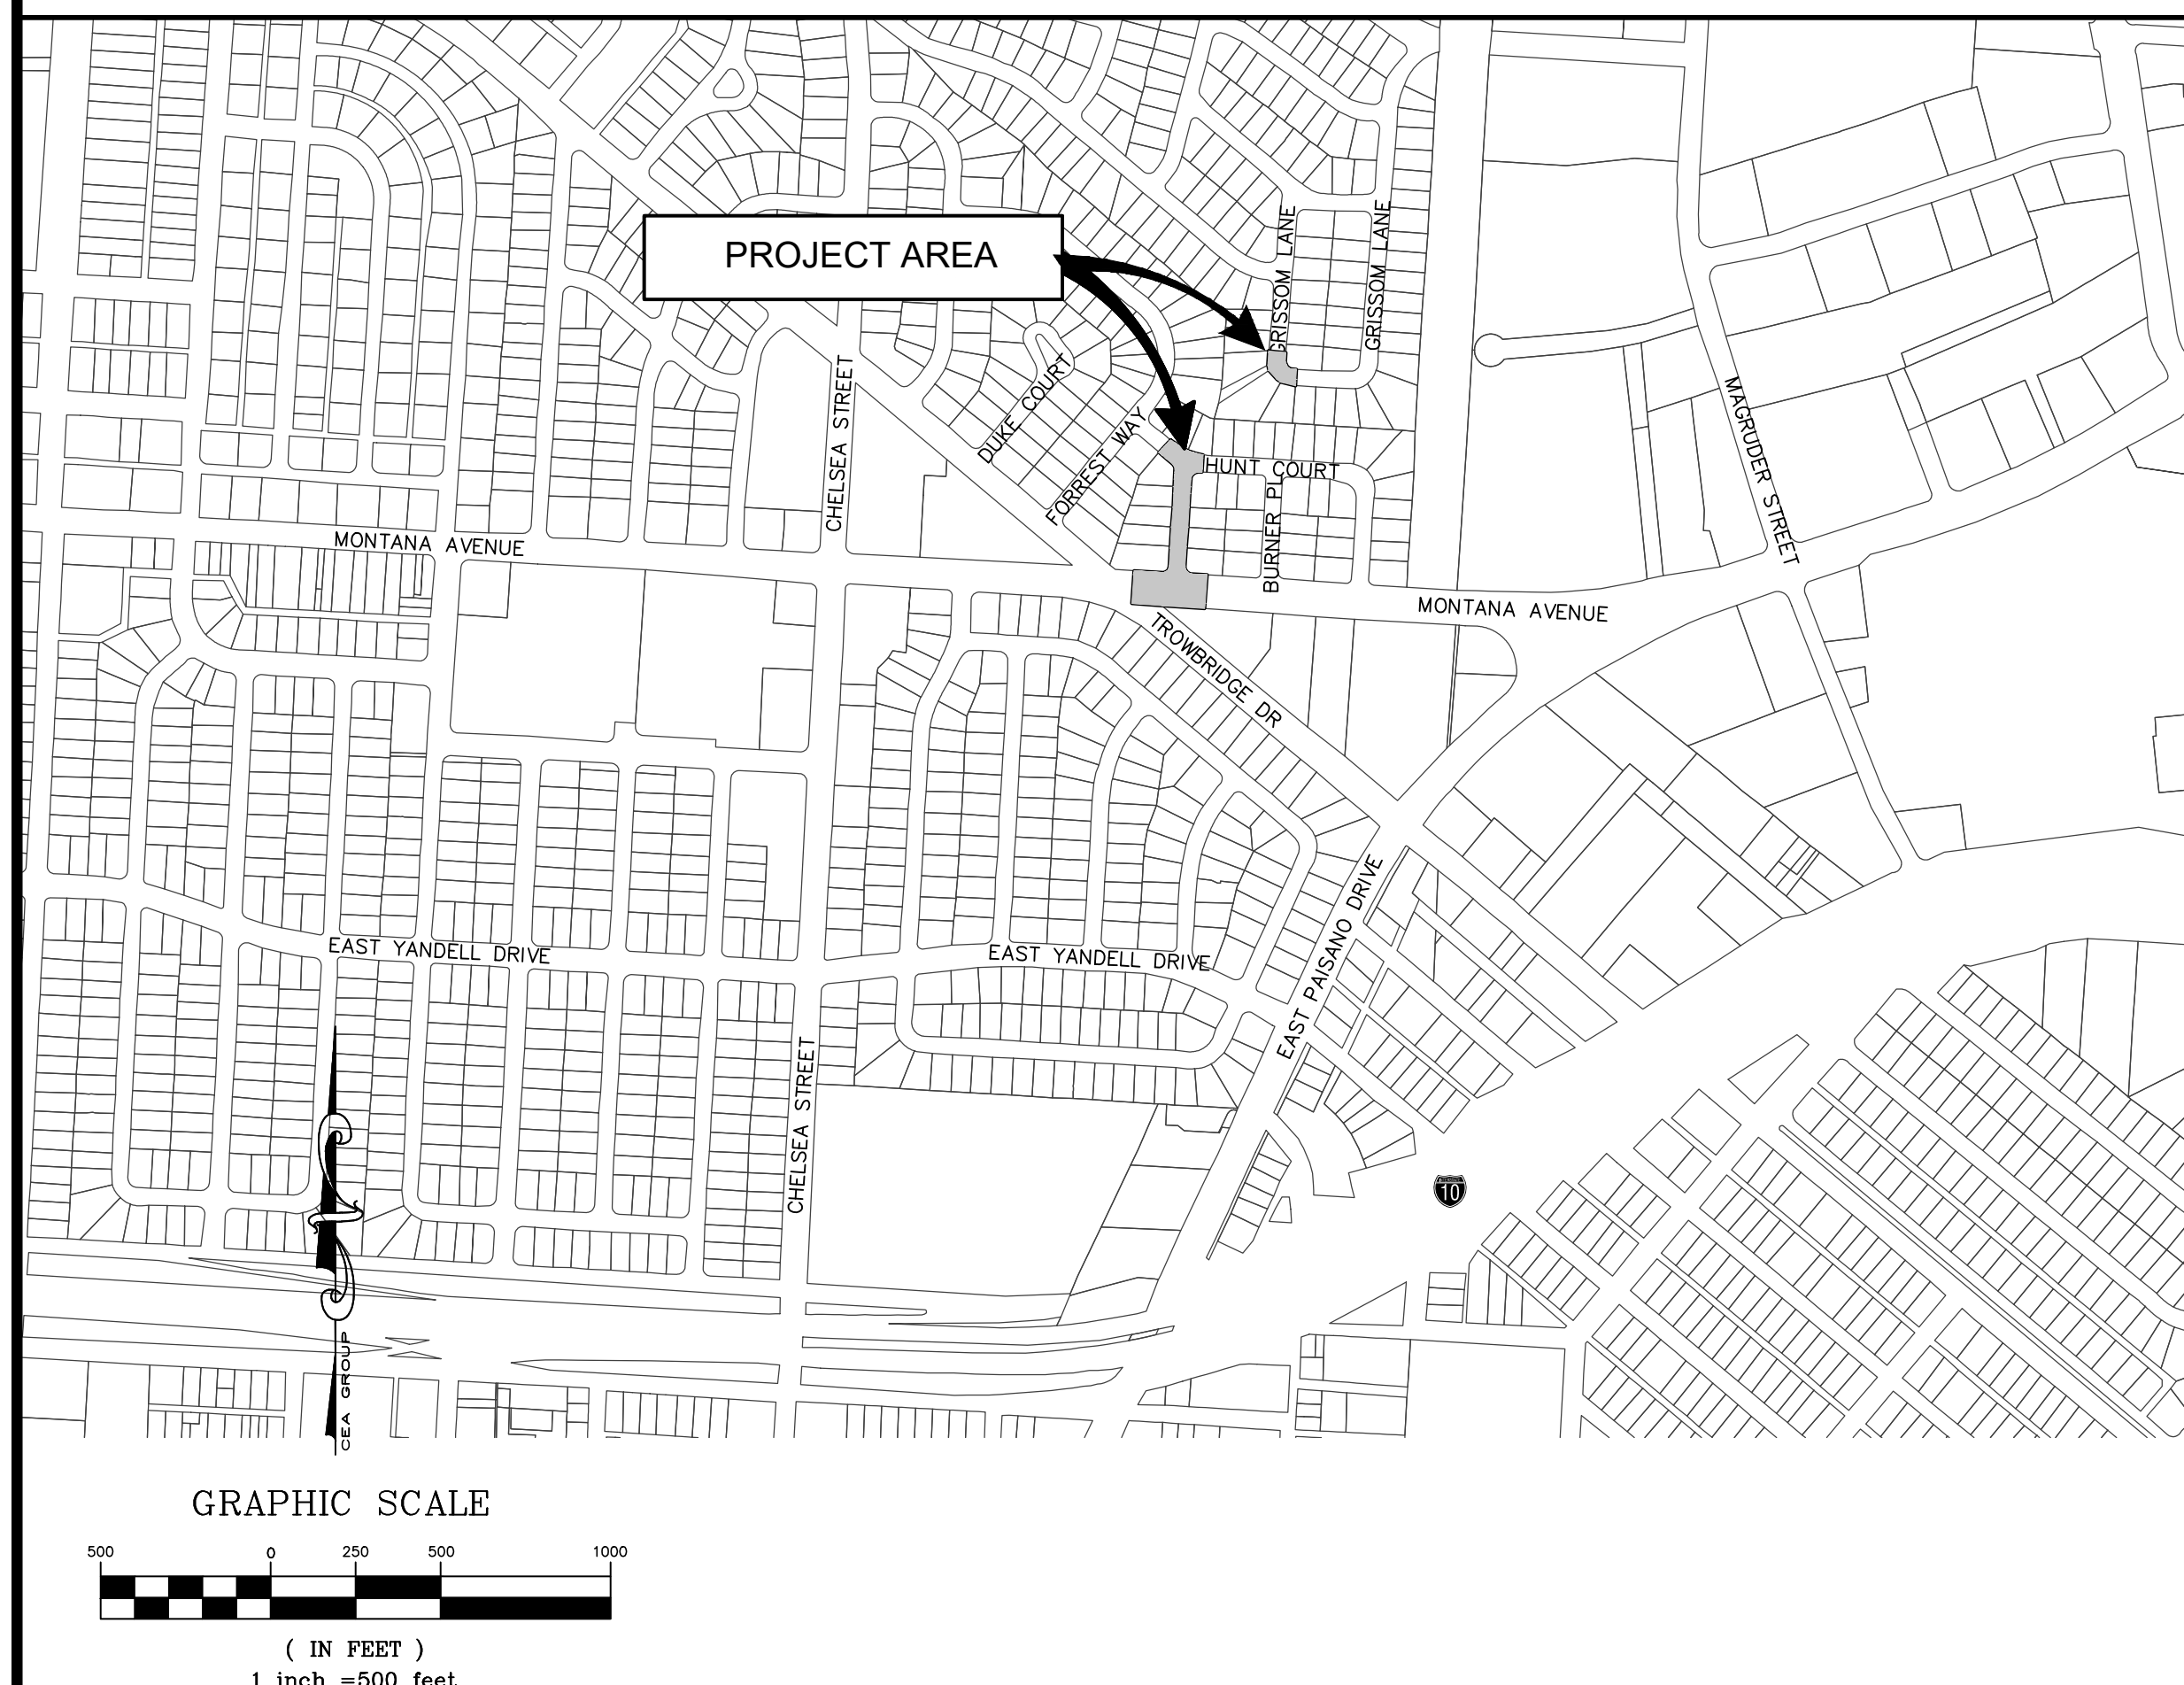 PROJECT AREA
GRISSOM LANE
GRISSOM LANE
DUKE COURT
CHELSEA STREET
FORREST WAY
HUNT COURT
BURNER PL
MAGRUDER STREET
MONTANA AVENUE
MONTANA AVENUE
TROWBRIDGE DR
EAST PAISANO DRIVE
EAST YANDELL DRIVE
EAST YANDELL DRIVE
CHELSEA STREET
10
CEA GROUP
GRAPHIC SCALE
500 0 250 500 1000
( IN FEET )
1 inch =500 feet